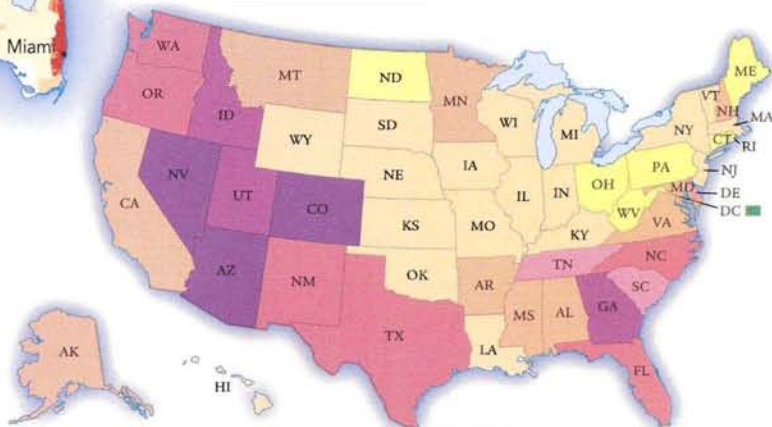 Miami
WA
OR
ID
MT
ND
MN
WY
SD
WI
MI
NY
VT
NH
ME
MA
CT
RI
NV
UT
CO
CA
AZ
NM
NE
IA
IL
IN
OH
PA
NJ
MD
DE
DC
WV
VA
KS
MO
KY
OK
AR
TN
NC
SC
TX
LA
MS
AL
GA
FL
AK
HI